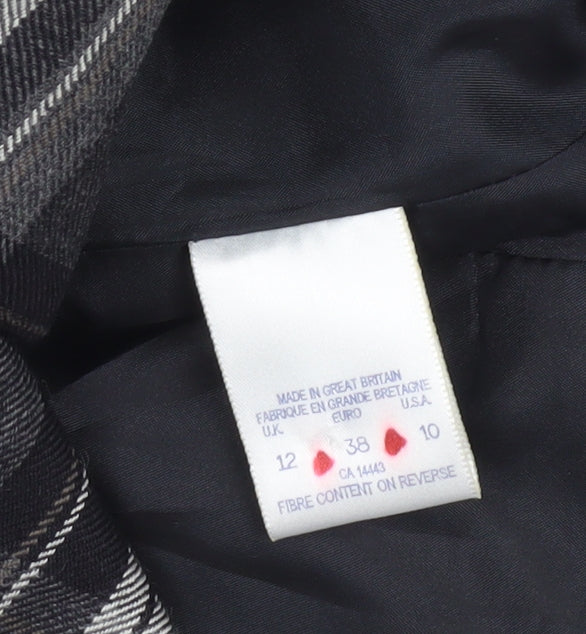 MADE IN GREAT BRITAIN
FABRIQUE EN GRANDE BRETAGNE
U.K. EURO U.S.A.
12 38 10
CA 14443
FIBRE CONTENT ON REVERSE